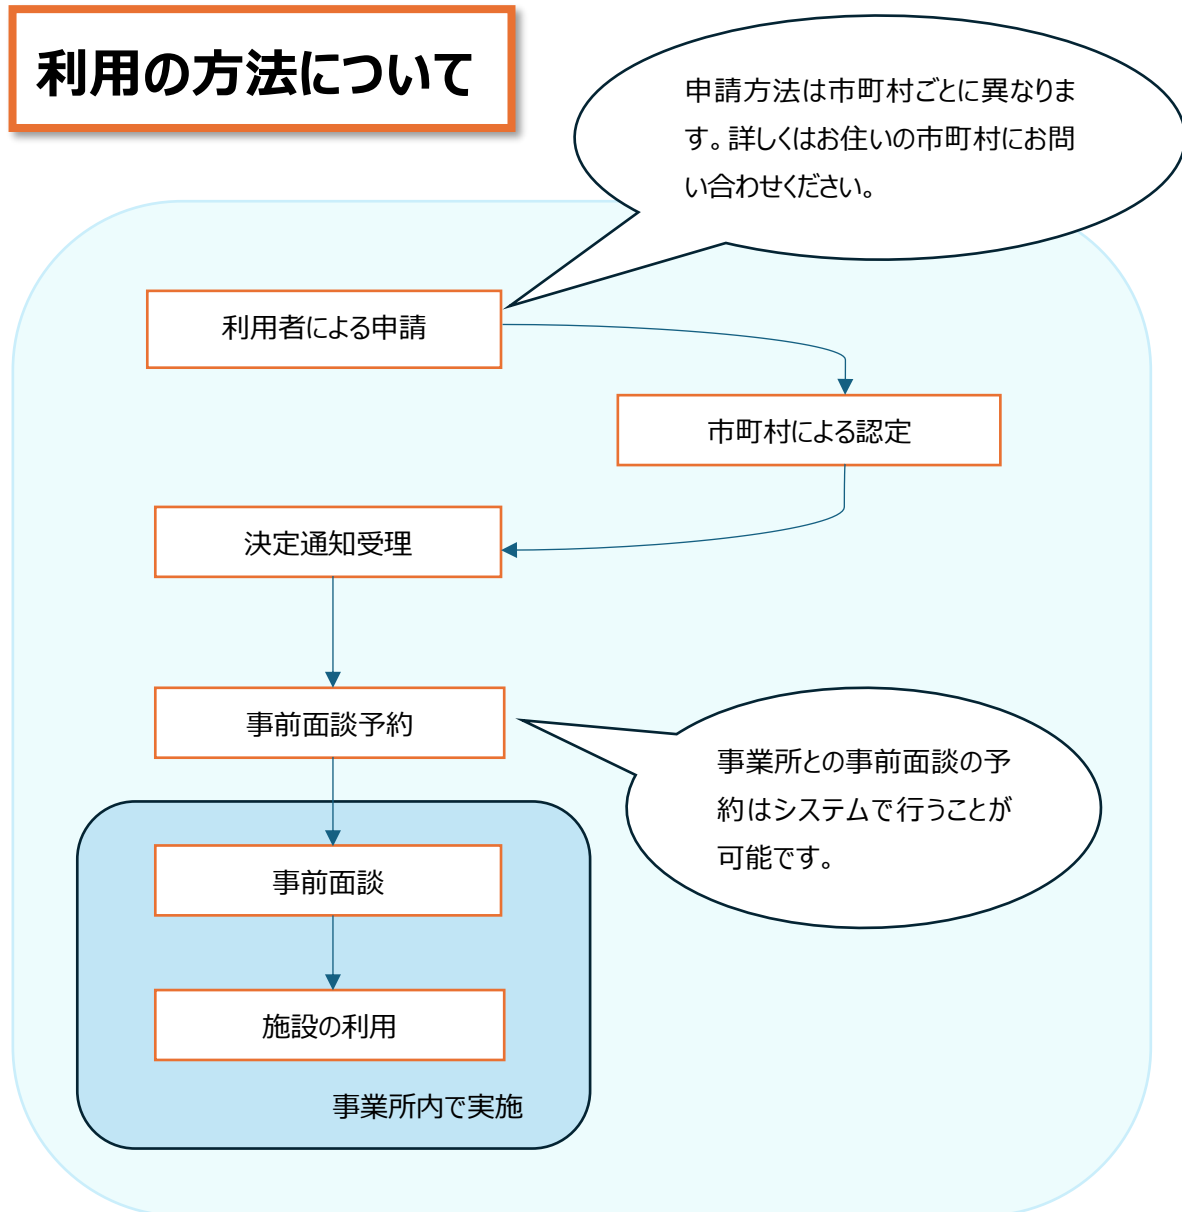 利用の方法について
申請方法は市町村ごとに異なりま
す。詳しくはお住いの市町村にお問
い合わせください。
利用者による申請
市町村による認定
決定通知受理
事前面談予約
事業所との事前面談の予
約はシステムで行うことが
可能です。
事前面談
施設の利用
事業所内で実施